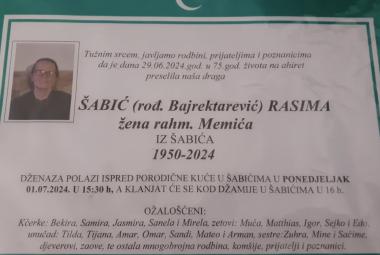 Tužnim srcem, javljamo rodbini, prijateljima i poznanicima
da je dana 29.06.2024.god u 75. života na ahiret
preselila naša draga
ŠABIĆ (rođ. Bajrektarević) RASIMA
žena rahm. Memića
IZ ŠABIĆA
1950-2024
DŽENAZA POLAZI ISPRED PORODIČNE KUĆE U ŠABIĆIMA U PONEDJELJAK
01.07.2024. U 15:30 h, A KLANJAT ĆE SE KOD DŽAMIJE U ŠABIĆIMA U 16 h.
OŽALOŠĆENI:
Kčerke: Bekira, Samira, Jasmira, Sanela i Mirela, zetovi: Muća, Matthias, Igor, Sejko i Edo.
unučad: Tilda, Tijana, Amar, Omar, Sandi, Mateo i Arman, sestre: Zuhra, Mine i Saćime,
djeverovi, zaove, te ostala mnogobrojna rodbina, komšije, prijatelji i poznanici.